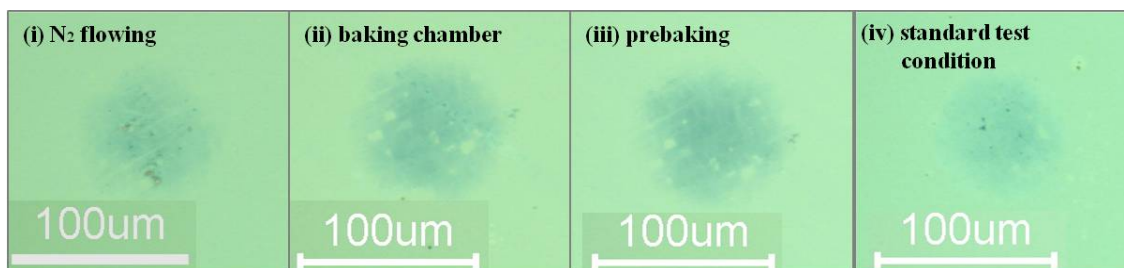 (i) N₂ flowing
(ii) baking chamber
(iii) prebaking
(iv) standard test
condition
100um
100um
100um
100um